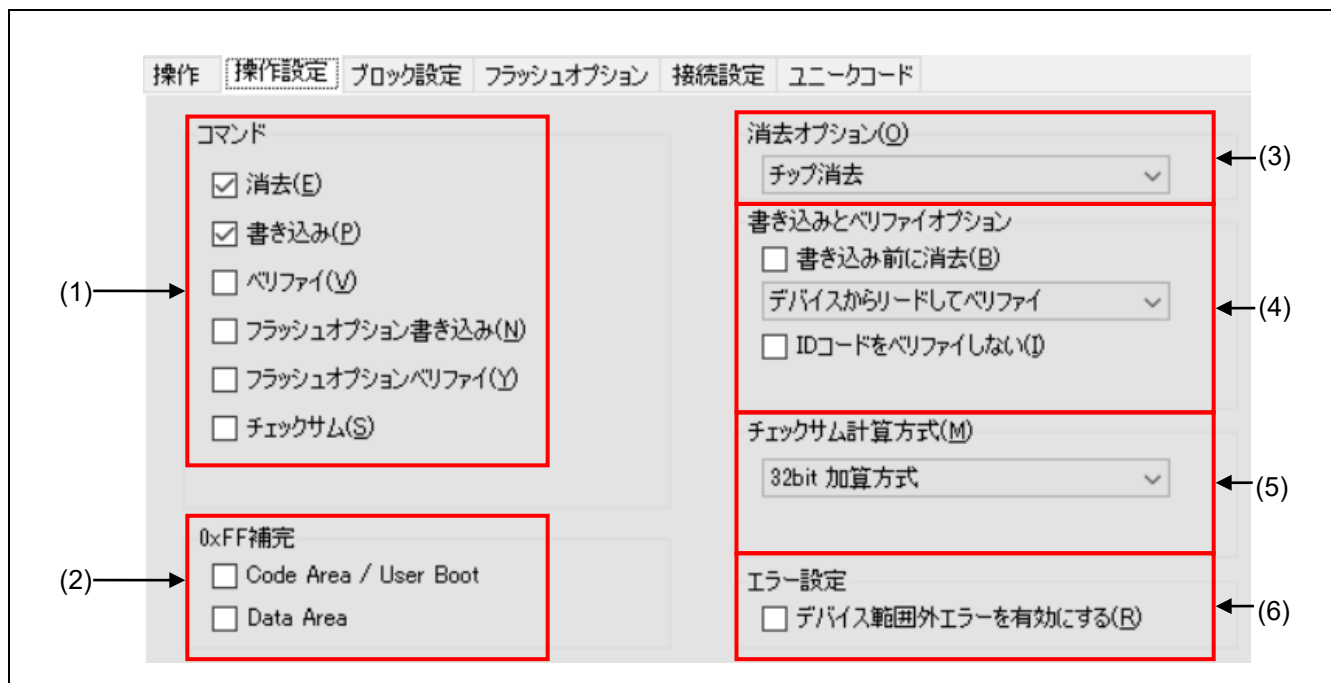 操作 操作設定 ブロック設定 フラッシュオプション 接続設定 ユニークコード
(1)
コマンド
消去(E)
書き込み(P)
ベリファイ(V)
フラッシュオプション書き込み(N)
フラッシュオプションベリファイ(Y)
チェックサム(S)
(2)
0xFF補完
Code Area / User Boot
Data Area
消去オプション(O)
チップ消去
(3)
書き込みとベリファイオプション
書き込み前に消去(B)
デバイスからリードしてベリファイ
IDコードをベリファイしない(I)
(4)
チェックサム計算方式(M)
32bit 加算方式
(5)
エラー設定
デバイス範囲外エラーを有効にする(R)
(6)